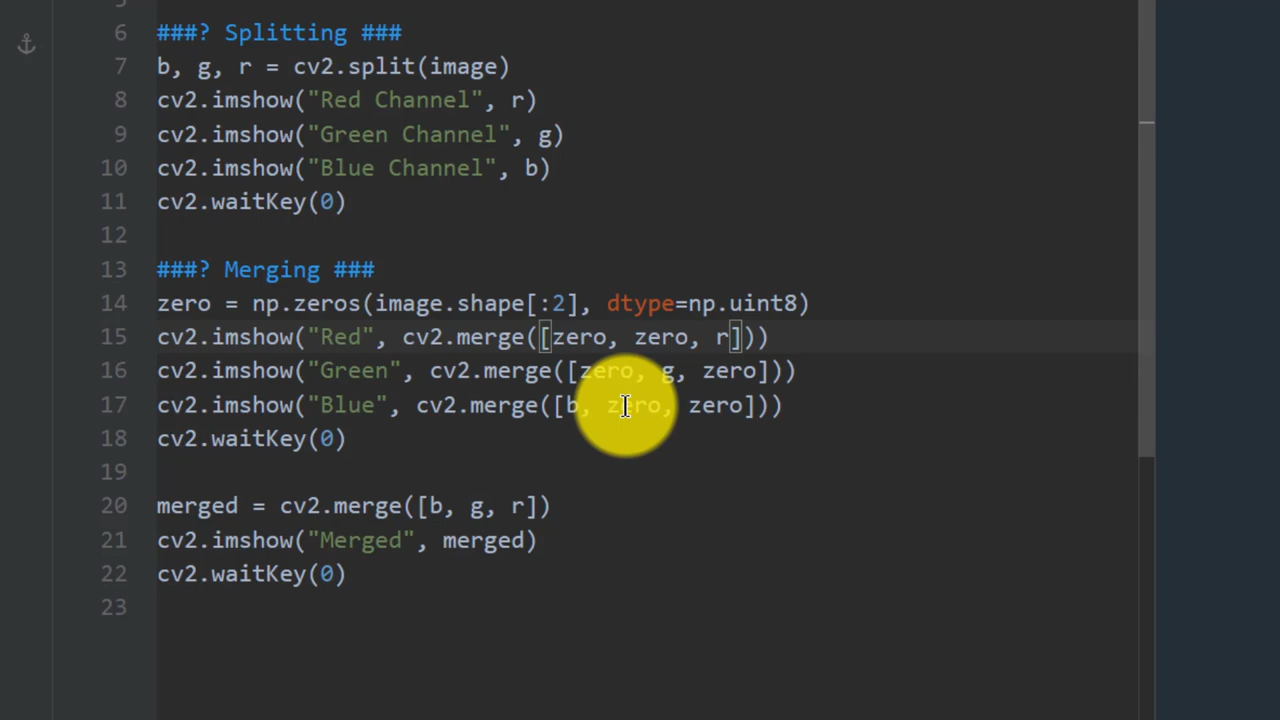 5
6 ###? Splitting ###
7 b, g, r = cv2.split(image)
8 cv2.imshow("Red Channel", r)
9 cv2.imshow("Green Channel", g)
10 cv2.imshow("Blue Channel", b)
11 cv2.waitKey(0)
12
13 ###? Merging ###
14 zero = np.zeros(image.shape[:2], dtype=np.uint8)
15 cv2.imshow("Red", cv2.merge([zero, zero, r]))
16 cv2.imshow("Green", cv2.merge([zero, g, zero]))
17 cv2.imshow("Blue", cv2.merge([b, zero, zero]))
18 cv2.waitKey(0)
19
20 merged = cv2.merge([b, g, r])
21 cv2.imshow("Merged", merged)
22 cv2.waitKey(0)
23